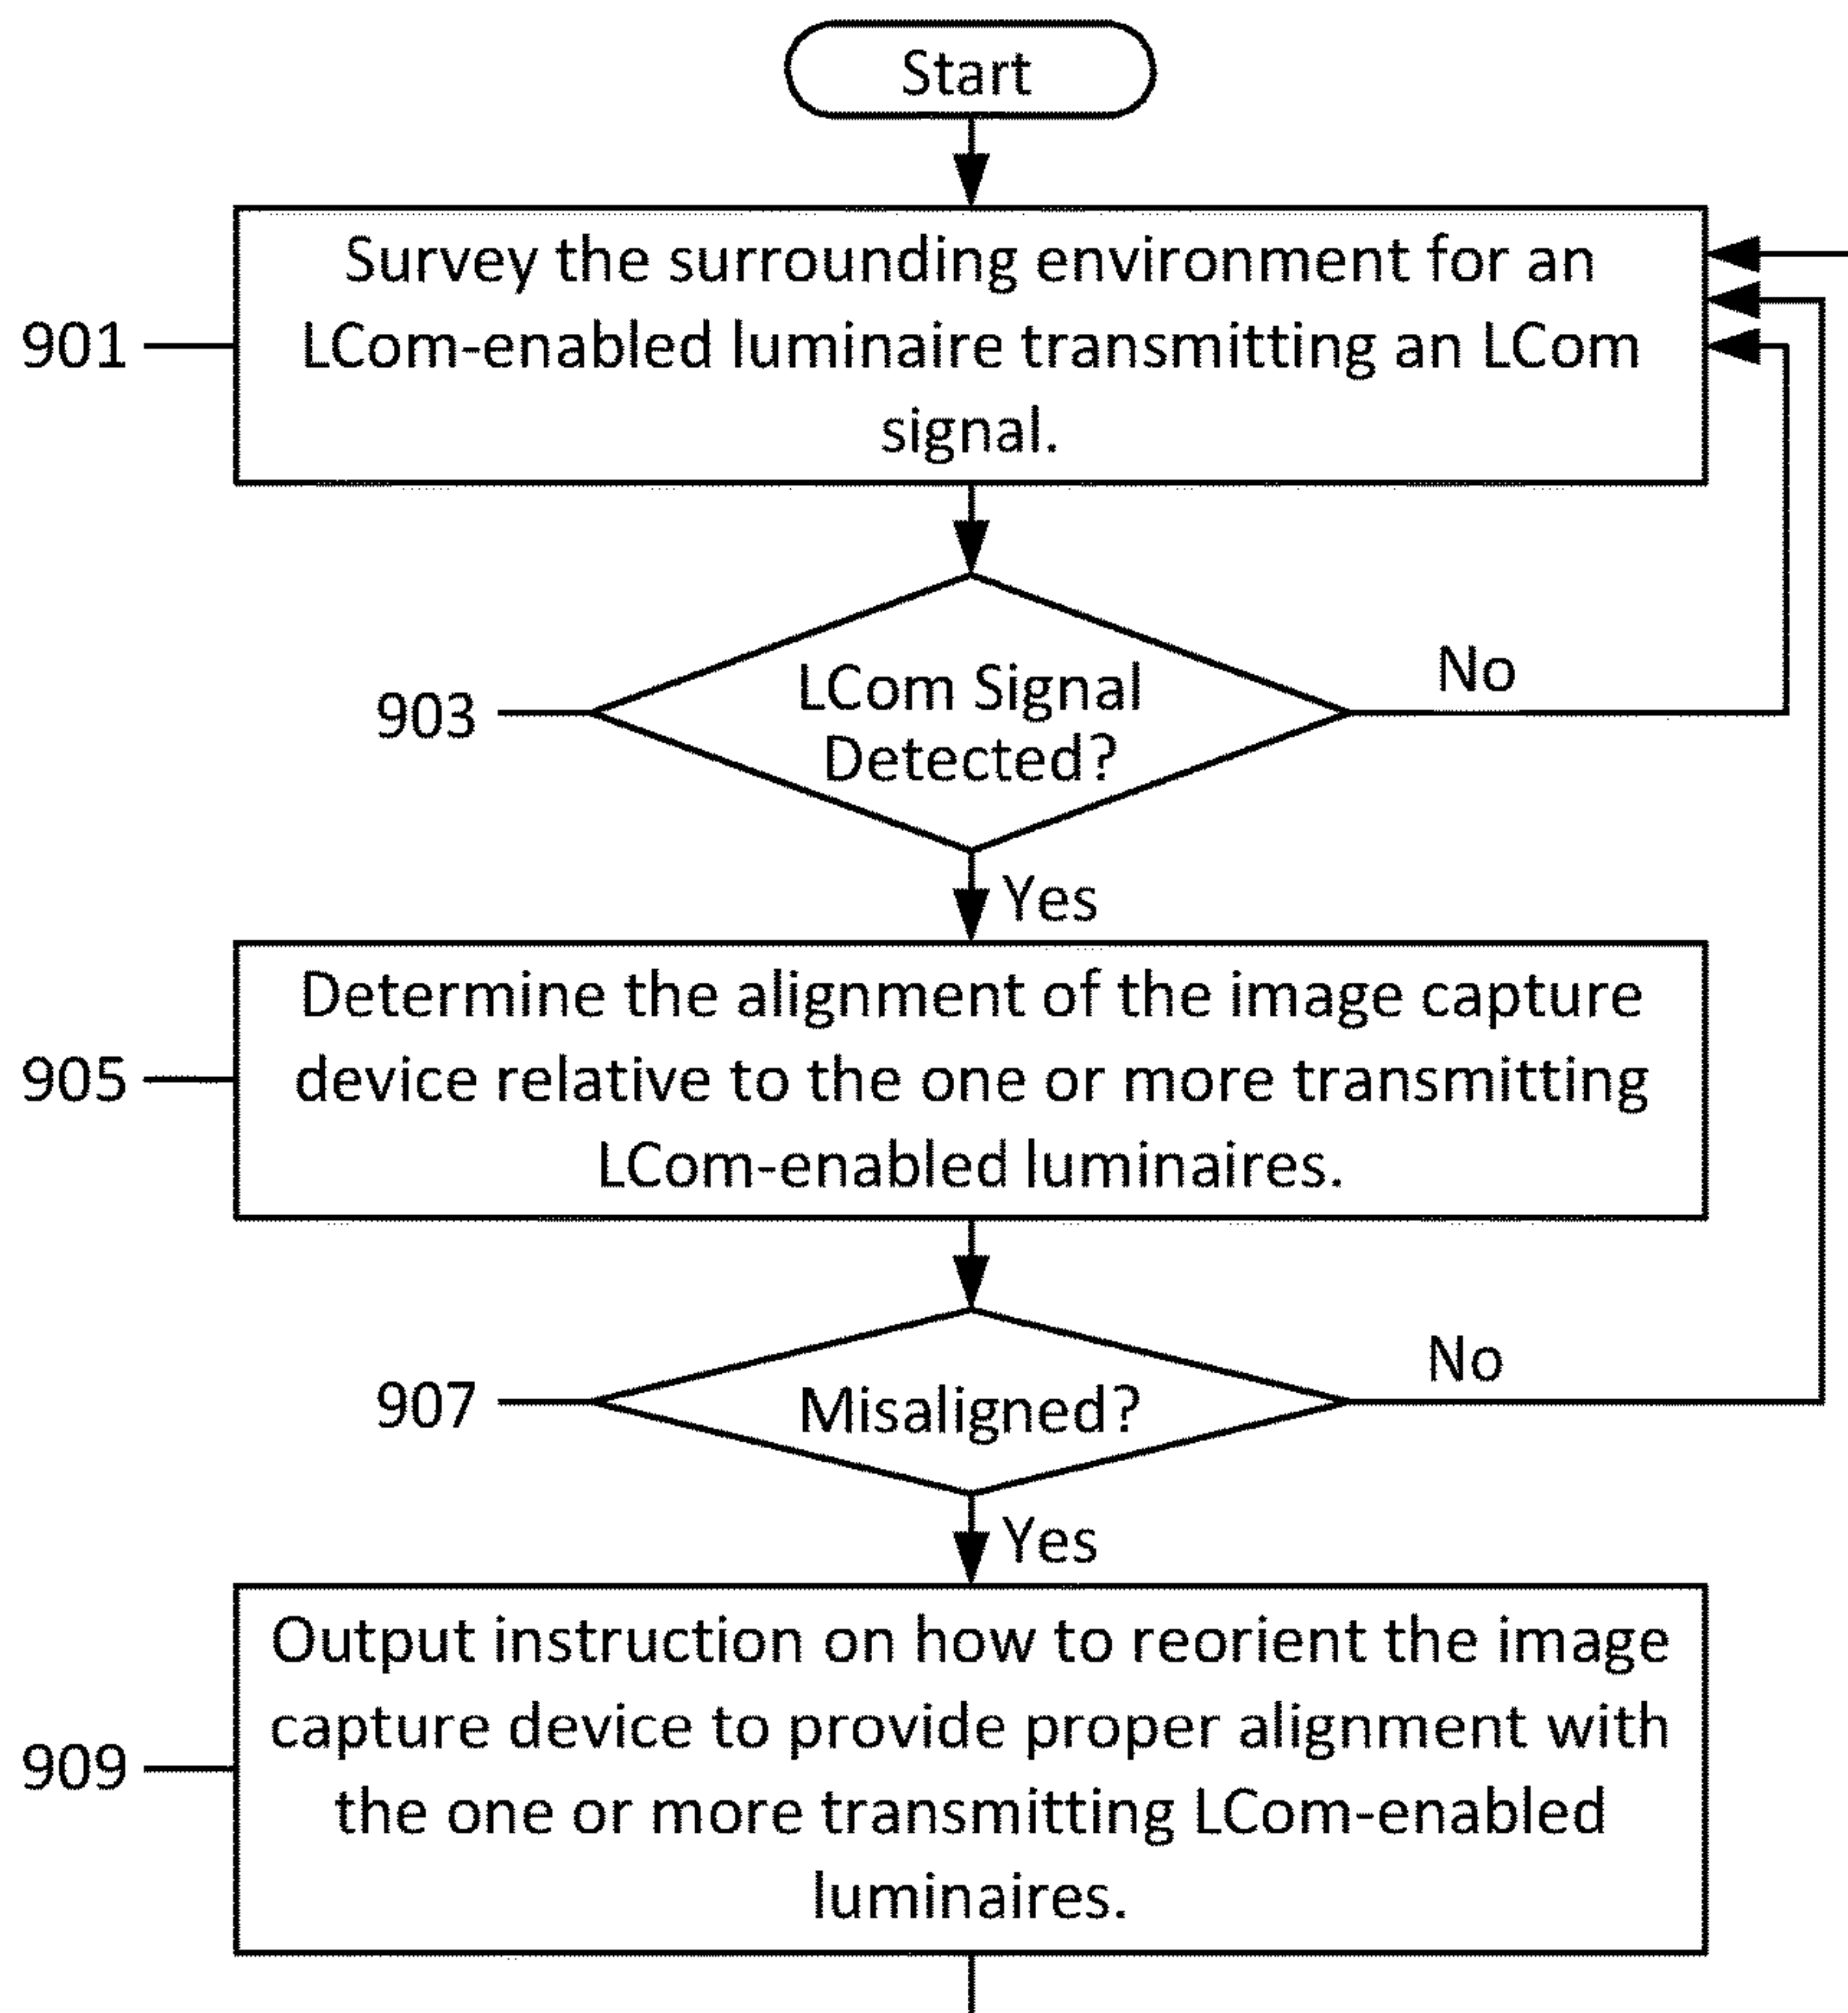 Start
Survey the surrounding environment for an
LCom-enabled luminaire transmitting an LCom
signal.
901
LCom Signal
Detected?
903
No
Yes
Determine the alignment of the image capture
device relative to the one or more transmitting
LCom-enabled luminaires.
905
Misaligned?
907
No
Yes
Output instruction on how to reorient the image
capture device to provide proper alignment with
the one or more transmitting LCom-enabled
luminaires.
909